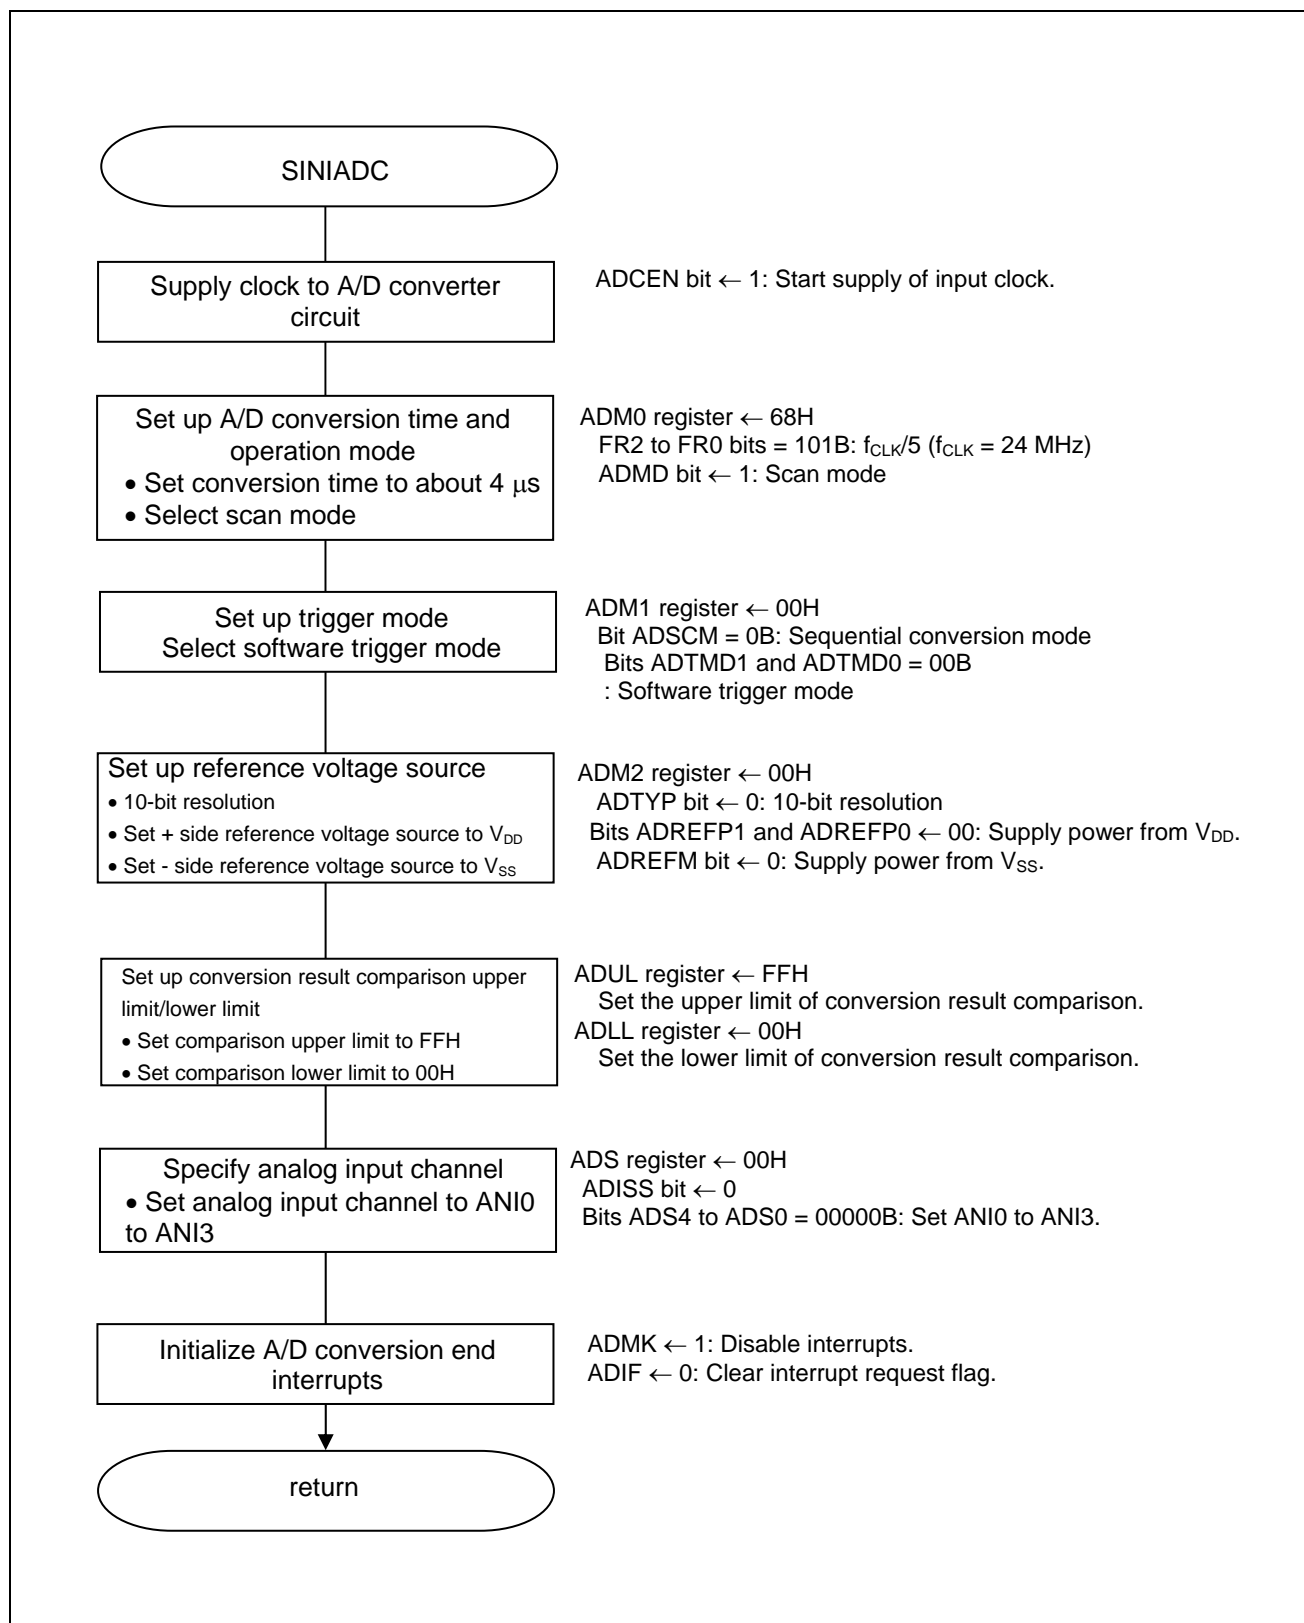 SINIADC
Supply clock to A/D converter
circuit
ADCEN bit ← 1: Start supply of input clock.
Set up A/D conversion time and
operation mode
• Set conversion time to about 4 μs
• Select scan mode
ADM0 register ← 68H
FR2 to FR0 bits = 101B: fCLK/5 (fCLK = 24 MHz)
ADMD bit ← 1: Scan mode
Set up trigger mode
Select software trigger mode
ADM1 register ← 00H
Bit ADSCM = 0B: Sequential conversion mode
Bits ADTMD1 and ADTMD0 = 00B
: Software trigger mode
Set up reference voltage source
• 10-bit resolution
• Set + side reference voltage source to VDD
• Set - side reference voltage source to VSS
ADM2 register ← 00H
ADTYP bit ← 0: 10-bit resolution
Bits ADREFP1 and ADREFP0 ← 00: Supply power from VDD.
ADREFM bit ← 0: Supply power from VSS.
Set up conversion result comparison upper
limit/lower limit
• Set comparison upper limit to FFH
• Set comparison lower limit to 00H
ADUL register ← FFH
Set the upper limit of conversion result comparison.
ADLL register ← 00H
Set the lower limit of conversion result comparison.
Specify analog input channel
• Set analog input channel to ANI0
to ANI3
ADS register ← 00H
ADISS bit ← 0
Bits ADS4 to ADS0 = 00000B: Set ANI0 to ANI3.
Initialize A/D conversion end
interrupts
ADMK ← 1: Disable interrupts.
ADIF ← 0: Clear interrupt request flag.
return